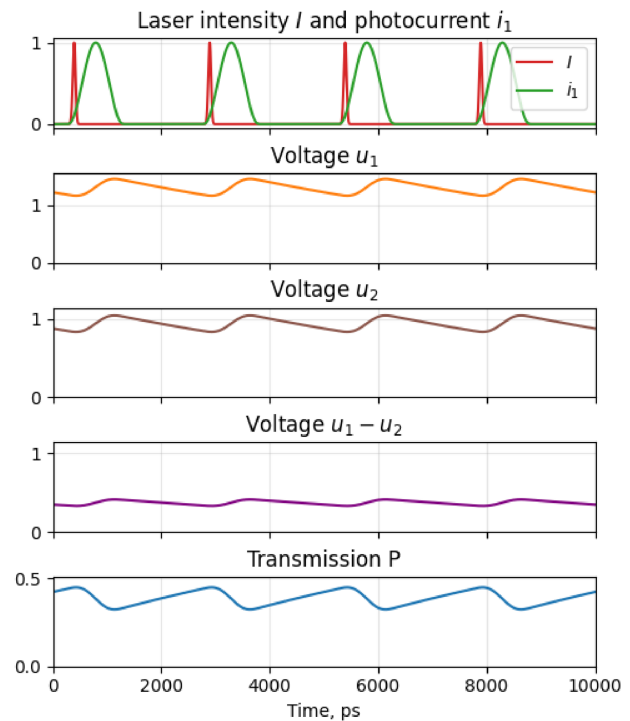 Laser intensity I and photocurrent i₁
1
0
I
i₁
Voltage u₁
1
0
Voltage u₂
1
0
Voltage u₁ − u₂
1
0
Transmission P
0.5
0.0
0 2000 4000 6000 8000 10000
Time, ps